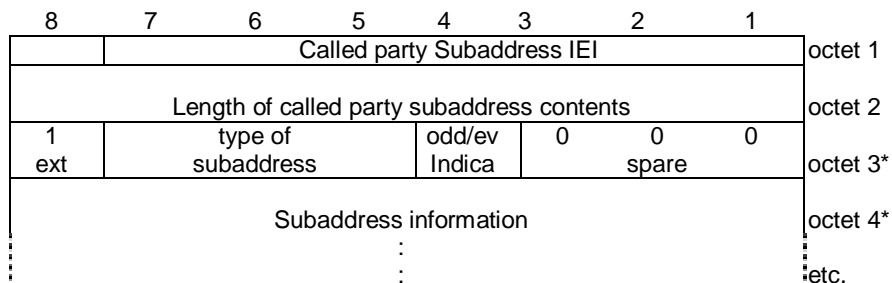 8 7 6 5 4 3 2 1
Called party Subaddress IEI octet 1
Length of called party subaddress contents octet 2
1 type of odd/ev 0 0 0
ext subaddress Indica spare octet 3*
Subaddress information octet 4*
:
: etc.